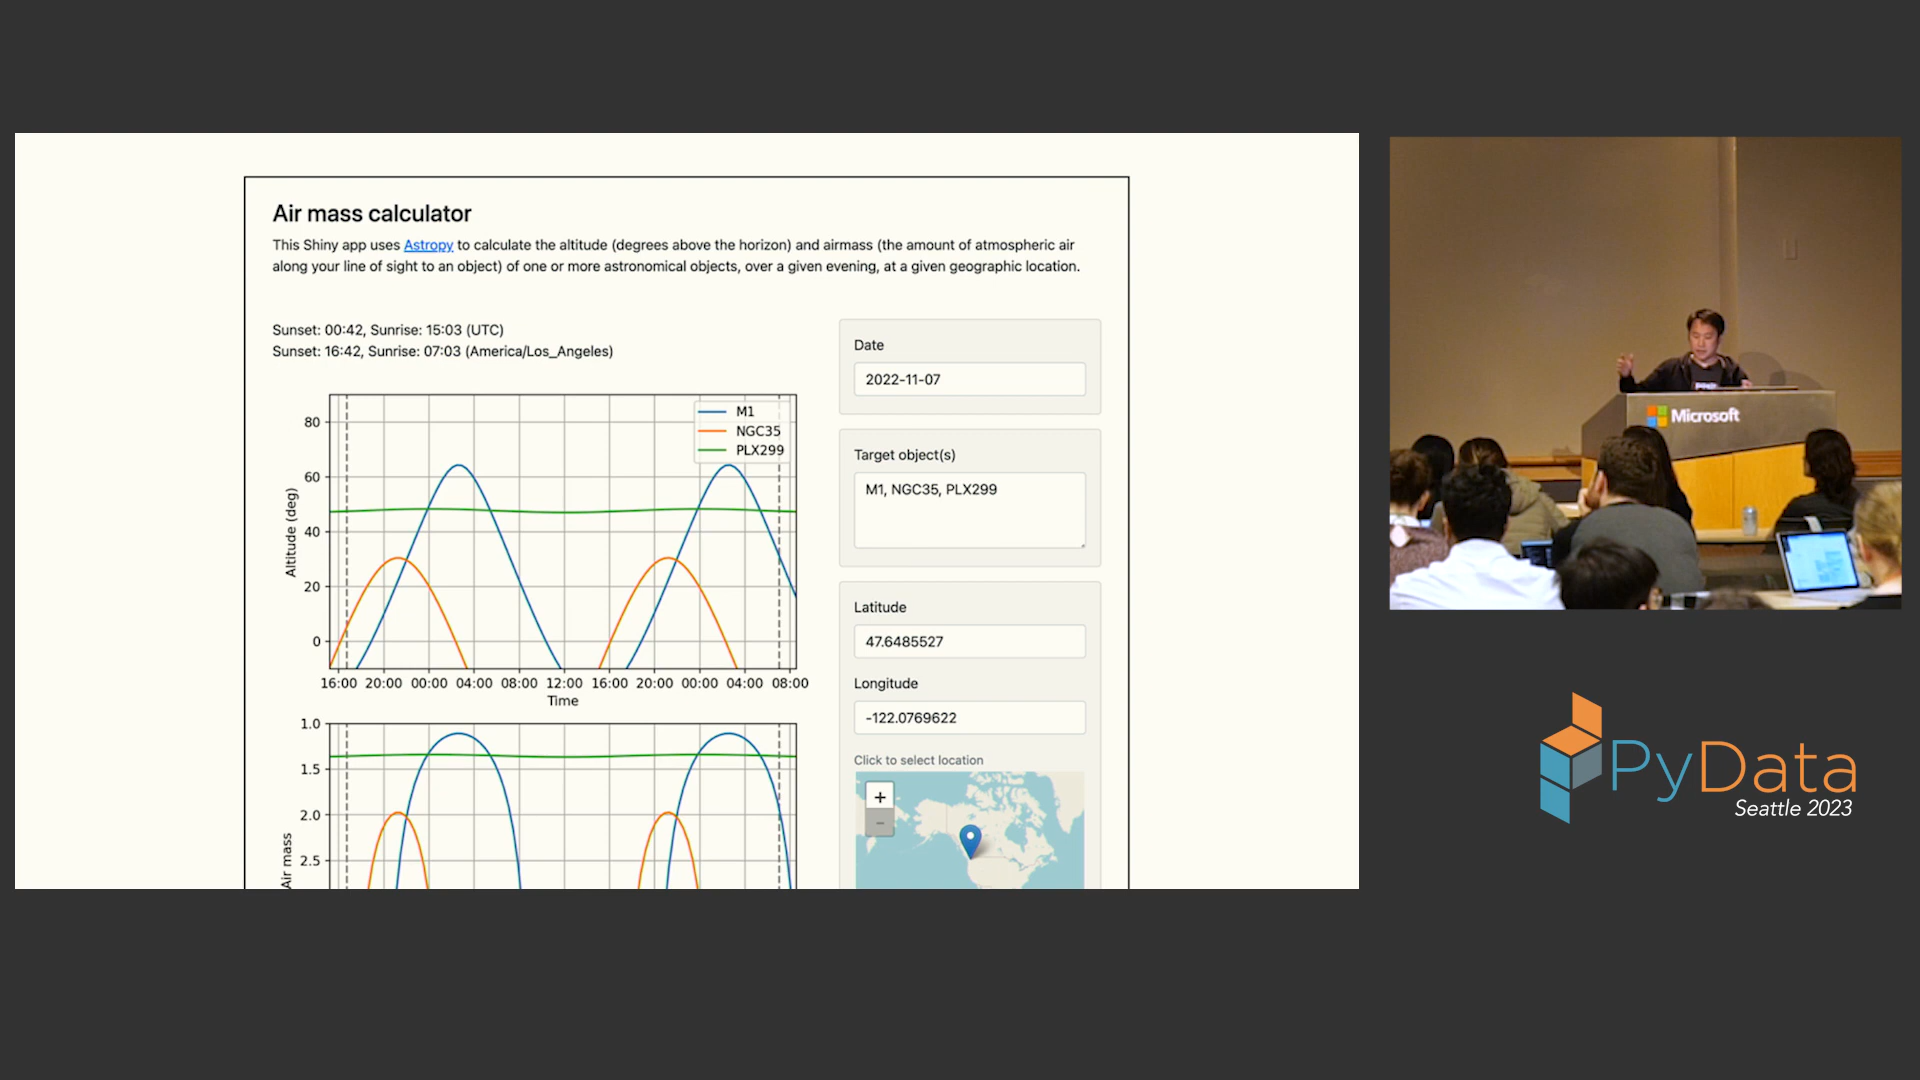 Air mass calculator
This Shiny app uses Astropy to calculate the altitude (degrees above the horizon) and airmass (the amount of atmospheric air
along your line of sight to an object) of one or more astronomical objects, over a given evening, at a given geographic location.
Sunset: 00:42, Sunrise: 15:03 (UTC)
Sunset: 16:42, Sunrise: 07:03 (America/Los_Angeles)
M1
NGC35
PLX299
80
60
40
20
0
Altitude (deg)
16:00 20:00 00:00 04:00 08:00 12:00 16:00 20:00 00:00 04:00 08:00
Time
1.0
1.5
2.0
2.5
Air mass
Date
2022-11-07
Target object(s)
M1, NGC35, PLX299
Latitude
47.6485527
Longitude
-122.0769622
Click to select location
+
−
Microsoft
PyData
Seattle 2023